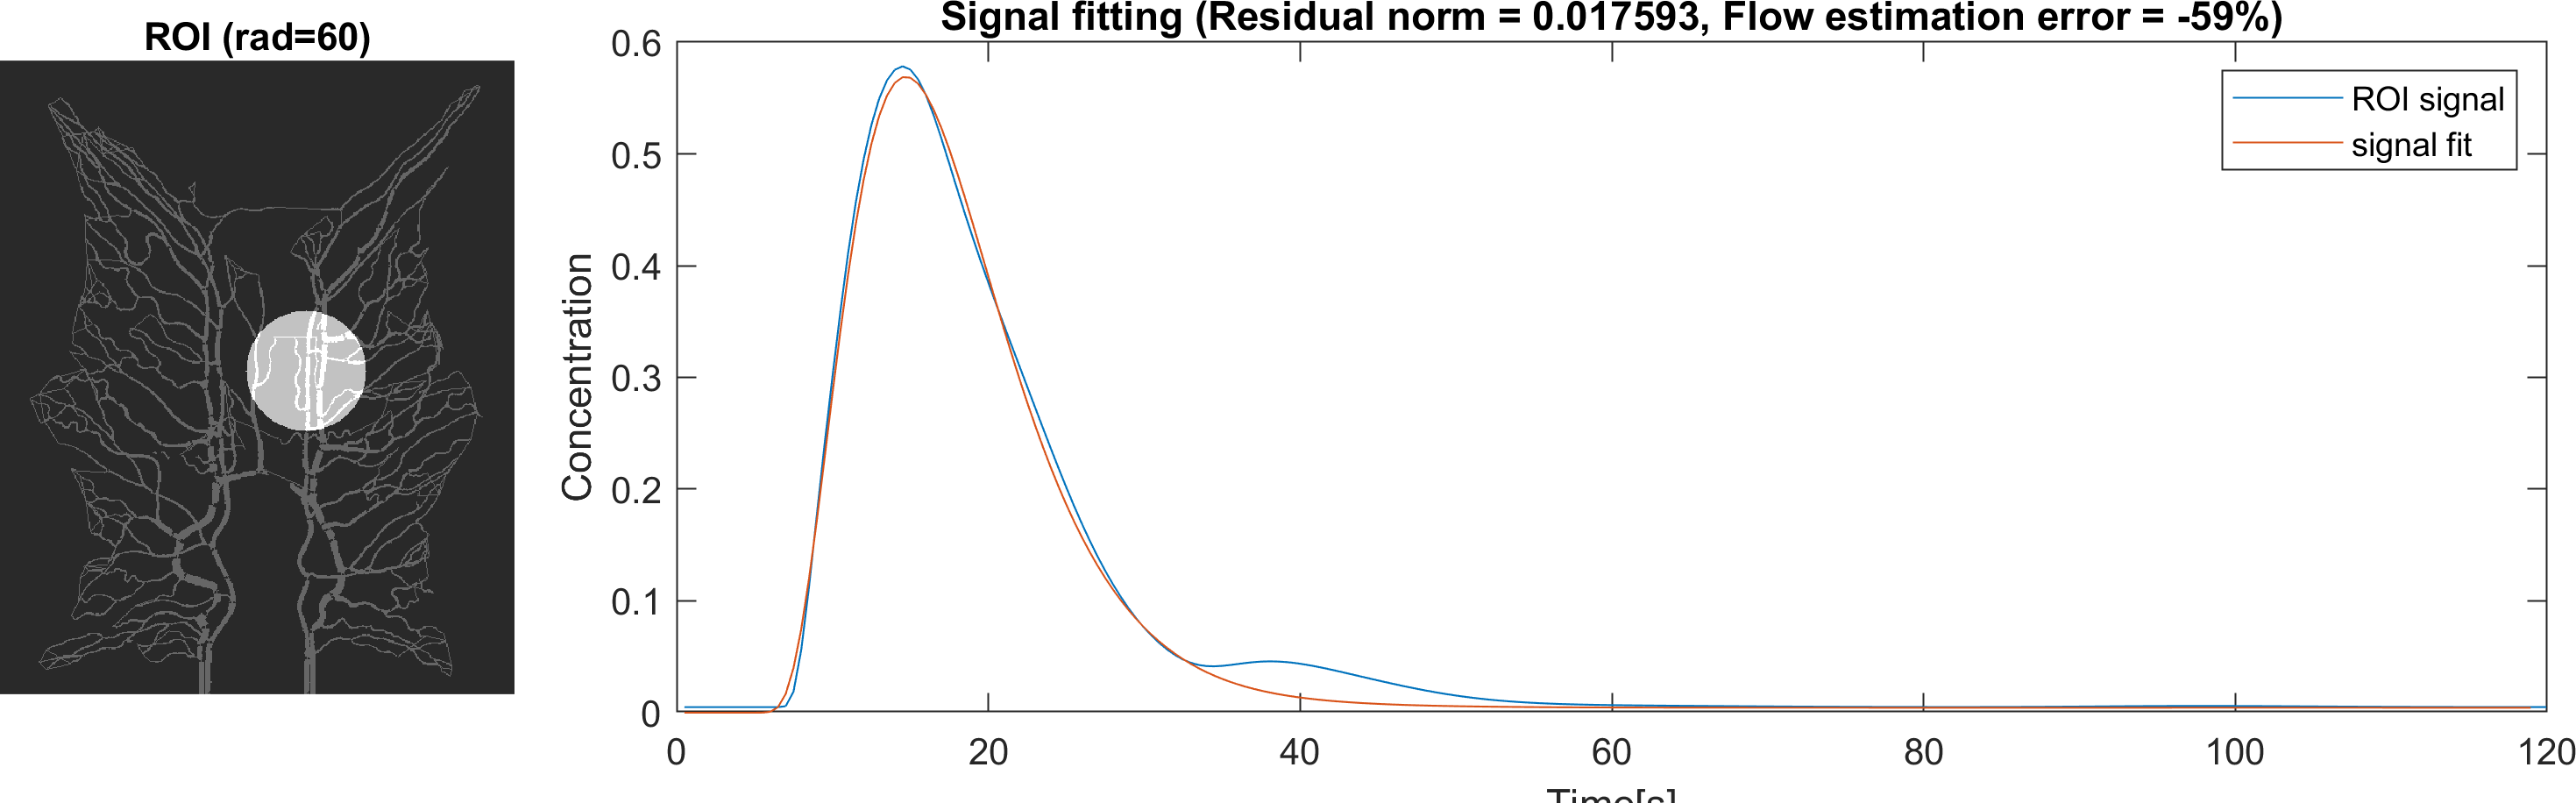 ROI (rad=60)
Signal fitting (Residual norm = 0.017593, Flow estimation error = -59%)
ROI signal
signal fit
Concentration
0.6
0.5
0.4
0.3
0.2
0.1
0
0 20 40 60 80 100 120
Time[s]